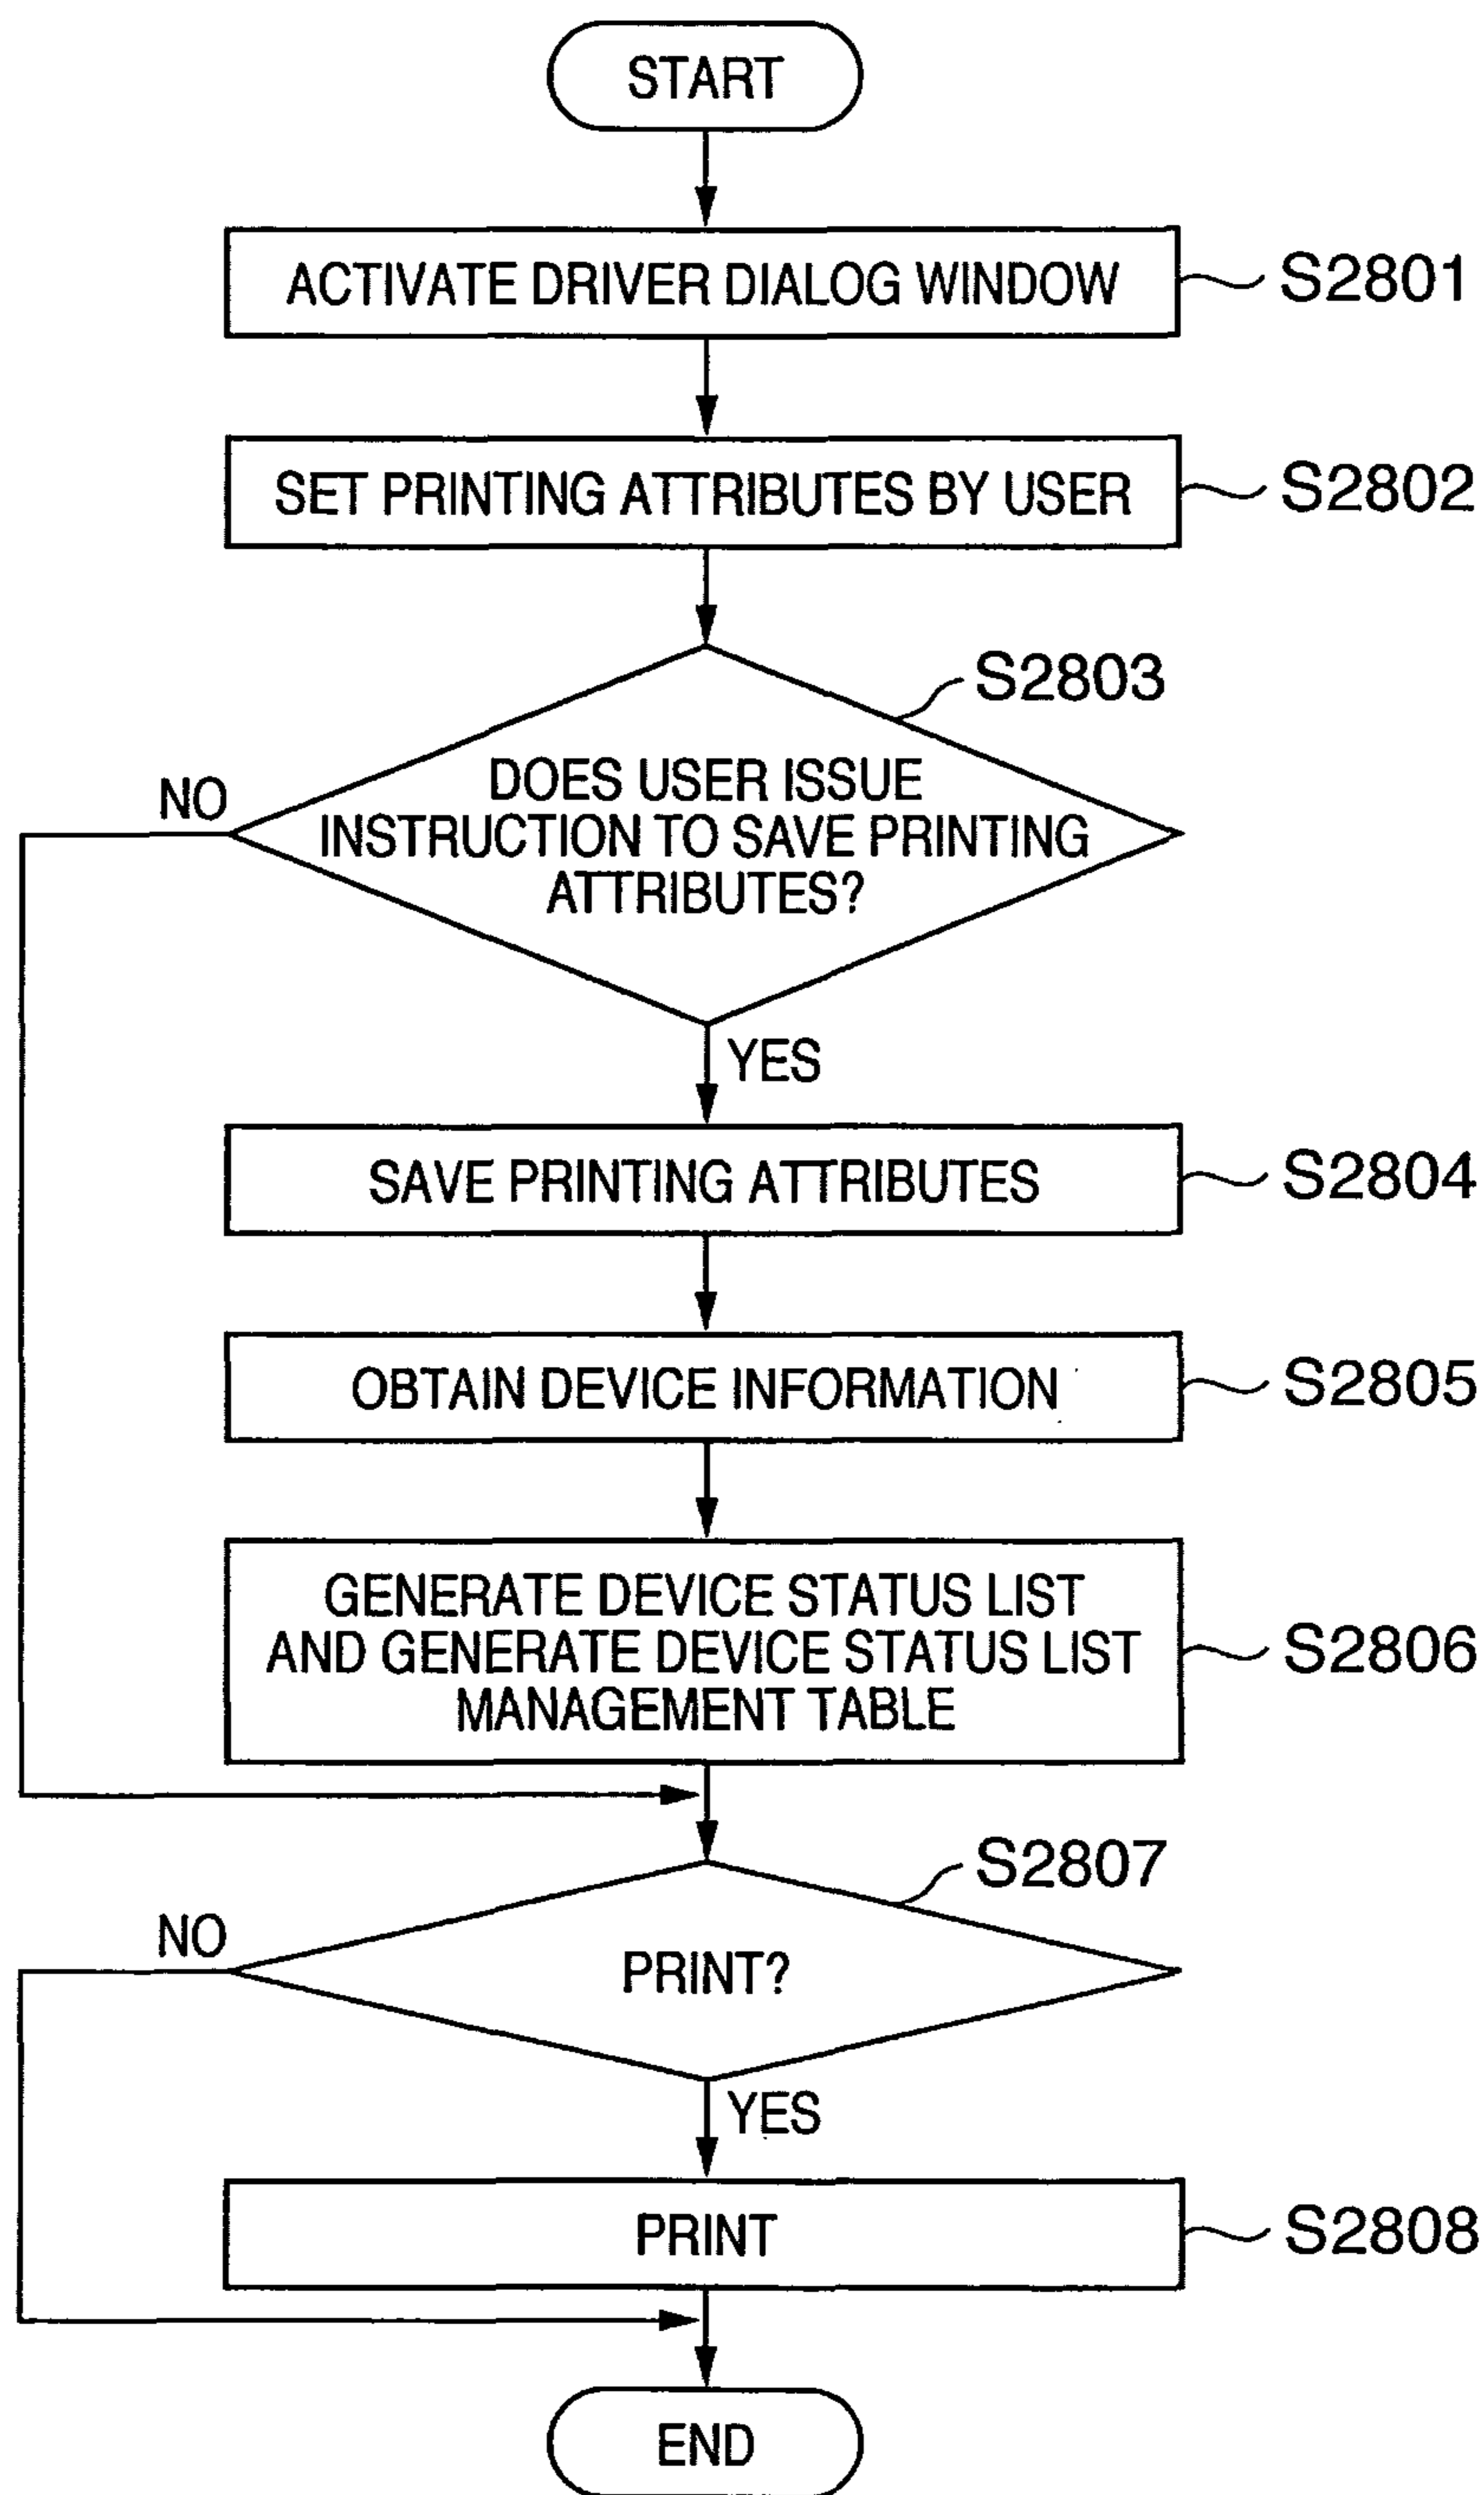 START
ACTIVATE DRIVER DIALOG WINDOW
S2801
SET PRINTING ATTRIBUTES BY USER
S2802
S2803
DOES USER ISSUE
INSTRUCTION TO SAVE PRINTING
ATTRIBUTES?
NO
YES
SAVE PRINTING ATTRIBUTES
S2804
OBTAIN DEVICE INFORMATION
S2805
GENERATE DEVICE STATUS LIST
AND GENERATE DEVICE STATUS LIST
MANAGEMENT TABLE
S2806
S2807
NO
PRINT?
YES
PRINT
S2808
END